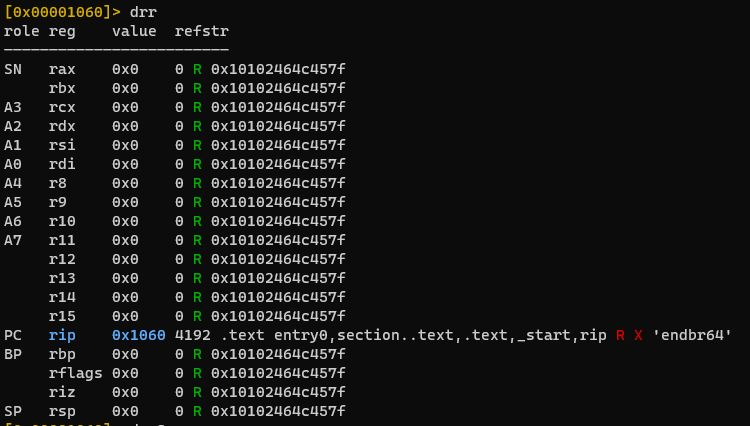 [0x00001060]> drr
role reg    value  refstr
―――――――――――――――――――――――――
SN   rax    0x0    0 R 0x10102464c457f
     rbx    0x0    0 R 0x10102464c457f
A3   rcx    0x0    0 R 0x10102464c457f
A2   rdx    0x0    0 R 0x10102464c457f
A1   rsi    0x0    0 R 0x10102464c457f
A0   rdi    0x0    0 R 0x10102464c457f
A4   r8     0x0    0 R 0x10102464c457f
A5   r9     0x0    0 R 0x10102464c457f
A6   r10    0x0    0 R 0x10102464c457f
A7   r11    0x0    0 R 0x10102464c457f
     r12    0x0    0 R 0x10102464c457f
     r13    0x0    0 R 0x10102464c457f
     r14    0x0    0 R 0x10102464c457f
     r15    0x0    0 R 0x10102464c457f
PC   rip    0x1060 4192 .text entry0,section..text,.text,_start,rip R X 'endbr64'
BP   rbp    0x0    0 R 0x10102464c457f
     rflags 0x0    0 R 0x10102464c457f
     riz    0x0    0 R 0x10102464c457f
SP   rsp    0x0    0 R 0x10102464c457f